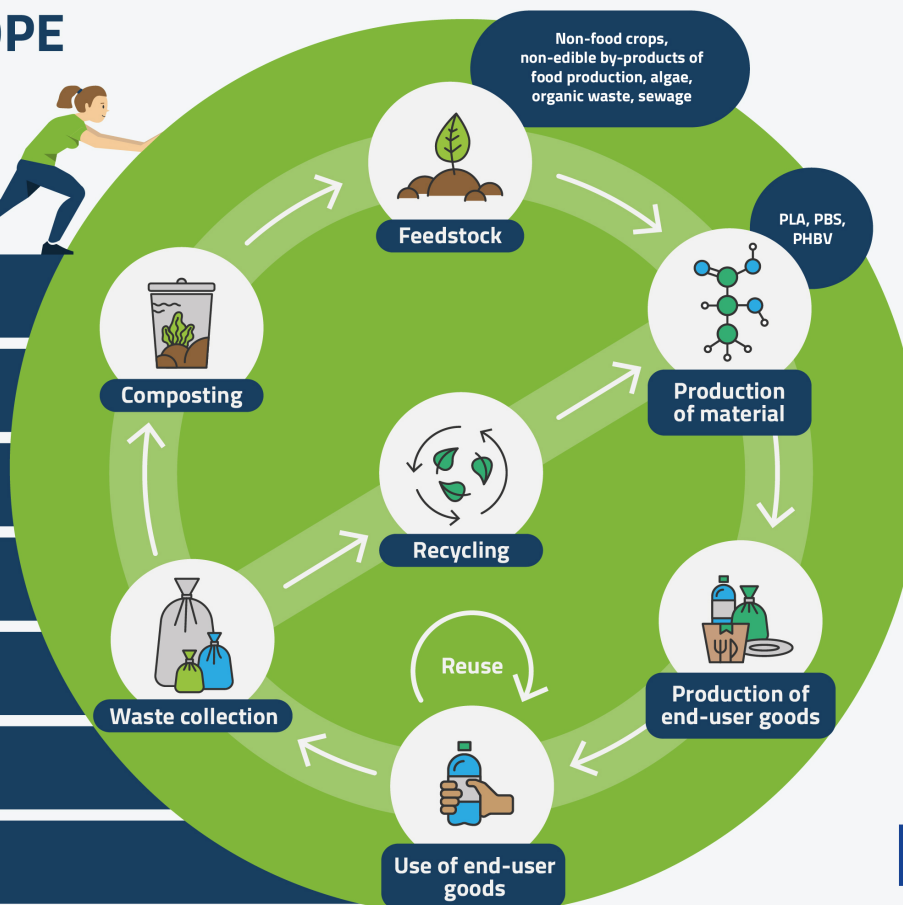 Non-food crops,
non-edible by-products of
food production, algae,
organic waste, sewage
Feedstock
PLA, PBS,
PHBV
Production
of material
Composting
Recycling
Reuse
Production of
end-user goods
Waste collection
Use of end-user
goods